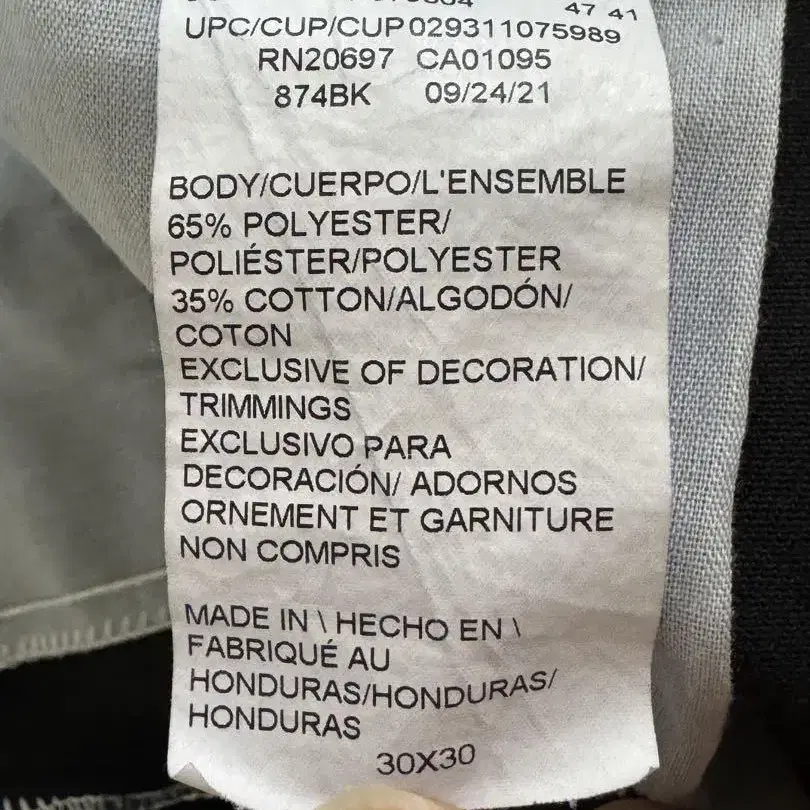 47 41
UPC/CUP/CUP029311075989
RN20697 CA01095
874BK 09/24/21
BODY/CUERPO/L'ENSEMBLE
65% POLYESTER/
POLIÉSTER/POLYESTER
35% COTTON/ALGODÓN/
COTON
EXCLUSIVE OF DECORATION/
TRIMMINGS
EXCLUSIVO PARA
DECORACIÓN/ ADORNOS
ORNEMENT ET GARNITURE
NON COMPRIS
MADE IN \ HECHO EN \
FABRIQUÉ AU
HONDURAS/HONDURAS/
HONDURAS
30X30